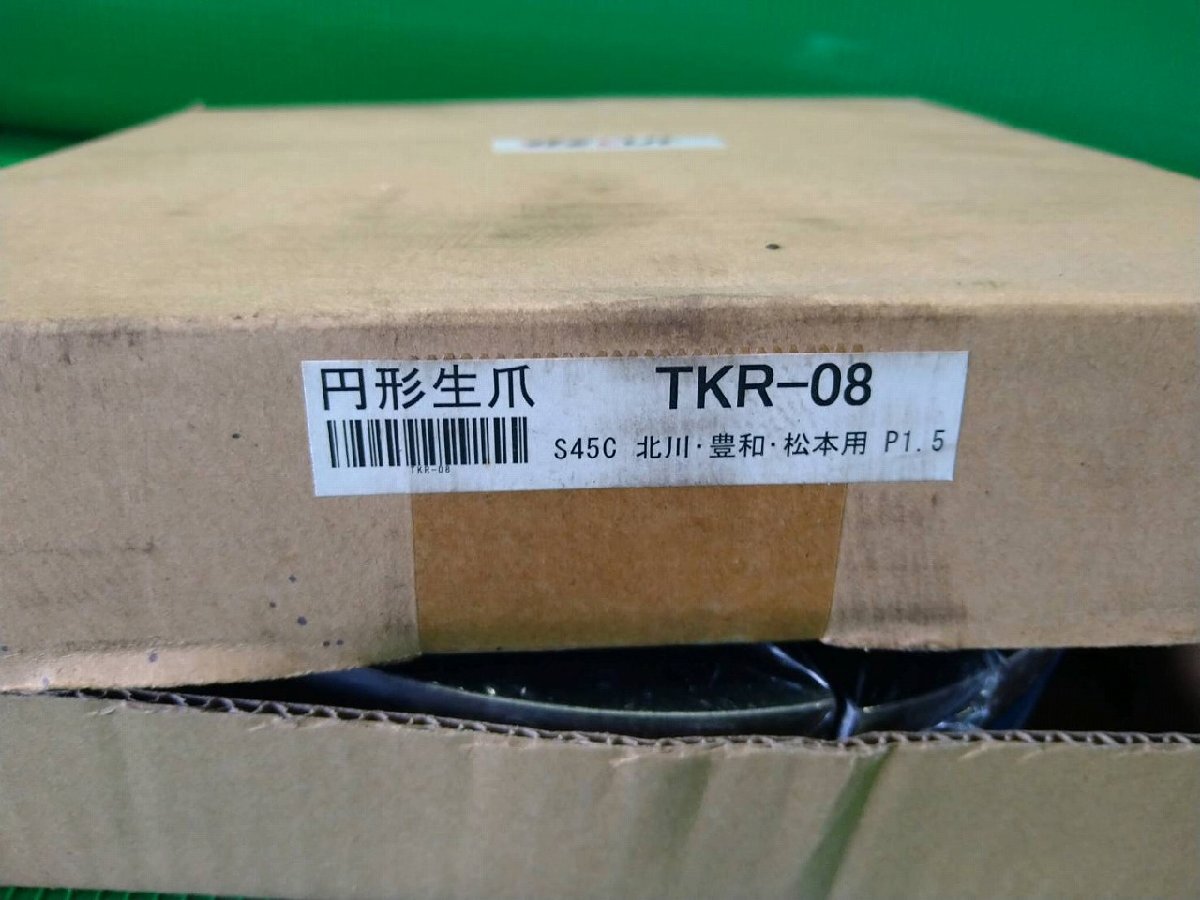 円形生爪 TKR-08
S45C 北川・豊和・松本用 P1.5
TKR-08